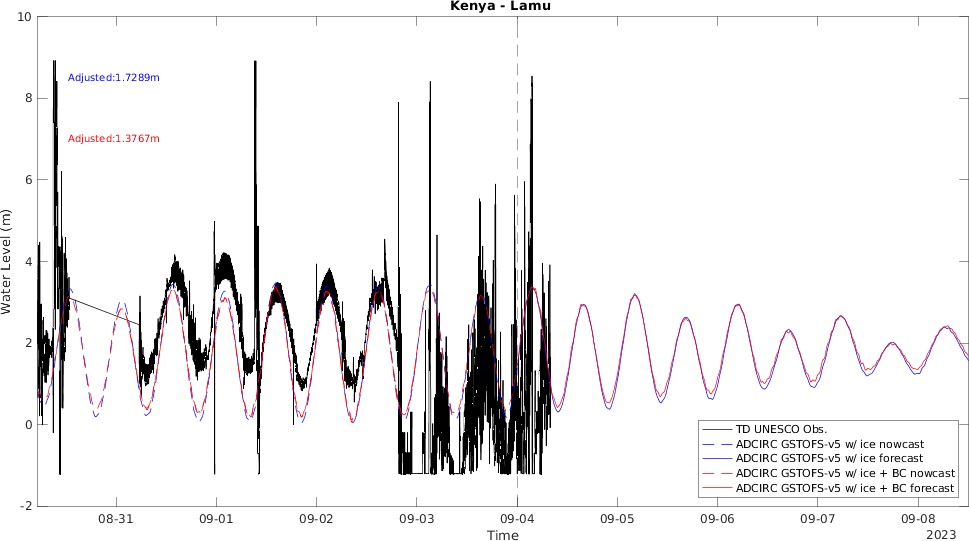 Kenya - Lamu
10
8
6
4
2
0
-2
Water Level (m)
Adjusted:1.7289m
Adjusted:1.3767m
TD UNESCO Obs.
ADCIRC GSTOFS-v5 w/ ice nowcast
ADCIRC GSTOFS-v5 w/ ice forecast
ADCIRC GSTOFS-v5 w/ ice + BC nowcast
ADCIRC GSTOFS-v5 w/ ice + BC forecast
08-31 09-01 09-02 09-03 09-04 09-05 09-06 09-07 09-08
Time
2023